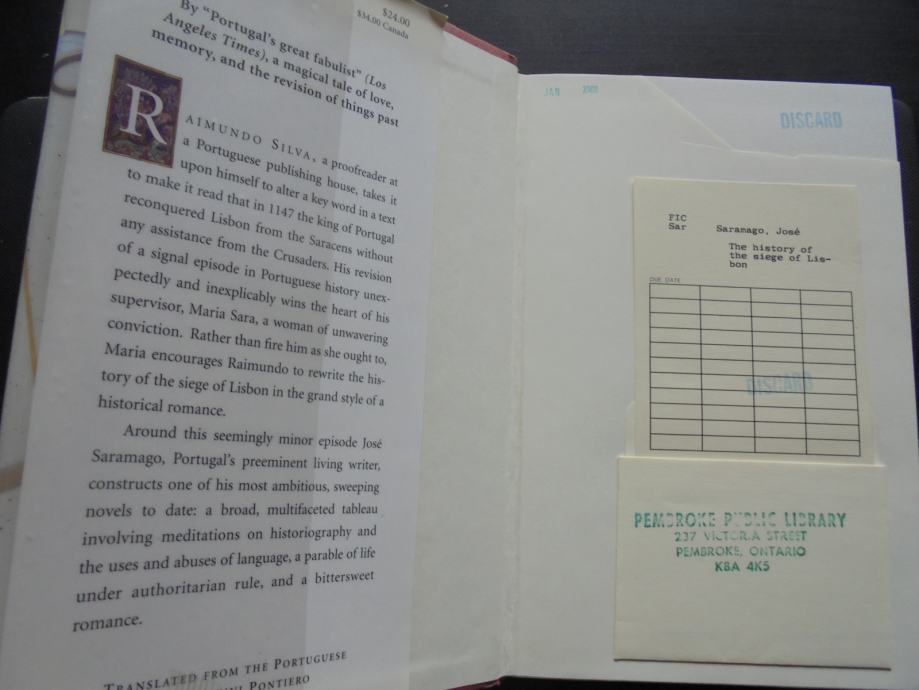 $24.00
$34.00 Canada
By "Portugal's great fabulist" (Los
Angeles Times), a magical tale of love,
memory, and the revision of things past
RAIMUNDO SILVA, a proofreader at
a Portuguese publishing house, takes it
upon himself to alter a key word in a text
to make it read that in 1147 the king of Portugal
reconquered Lisbon from the Saracens without
any assistance from the Crusaders. His revision
of a signal episode in Portuguese history unex-
pectedly and inexplicably wins the heart of his
supervisor, Maria Sara, a woman of unwavering
conviction. Rather than fire him as she ought to,
Maria encourages Raimundo to rewrite the his-
tory of the siege of Lisbon in the grand style of a
historical romance.
Around this seemingly minor episode José
Saramago, Portugal's preeminent living writer,
constructs one of his most ambitious, sweeping
novels to date: a broad, multifaceted tableau
involving meditations on historiography and
the uses and abuses of language, a parable of life
under authoritarian rule, and a bittersweet
romance.
TRANSLATED FROM THE PORTUGUESE
PONTIERO
JAN
DISCARD
FIC
Sar Saramago, José
The history of
the siege of Lis-
bon
DUE DATE
DISCARD
PEMBROKE PUBLIC LIBRARY
237 VICTORIA STREET
PEMBROKE, ONTARIO
K8A 4K5